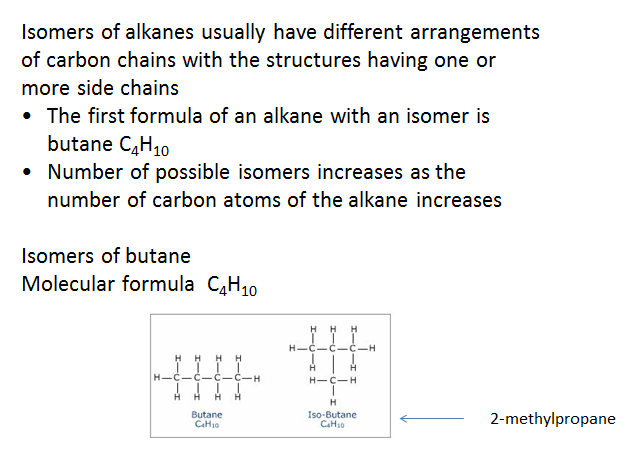 Isomers of alkanes usually have different arrangements
of carbon chains with the structures having one or
more side chains
• The first formula of an alkane with an isomer is
butane C₄H₁₀
• Number of possible isomers increases as the
number of carbon atoms of the alkane increases
Isomers of butane
Molecular formula C₄H₁₀
H H H
H—C—C—C—H
H H
H—C—H
H
H H H H
H—C—C—C—C—H
H H H H
Butane
C₄H₁₀
Iso-Butane
C₄H₁₀
2-methylpropane